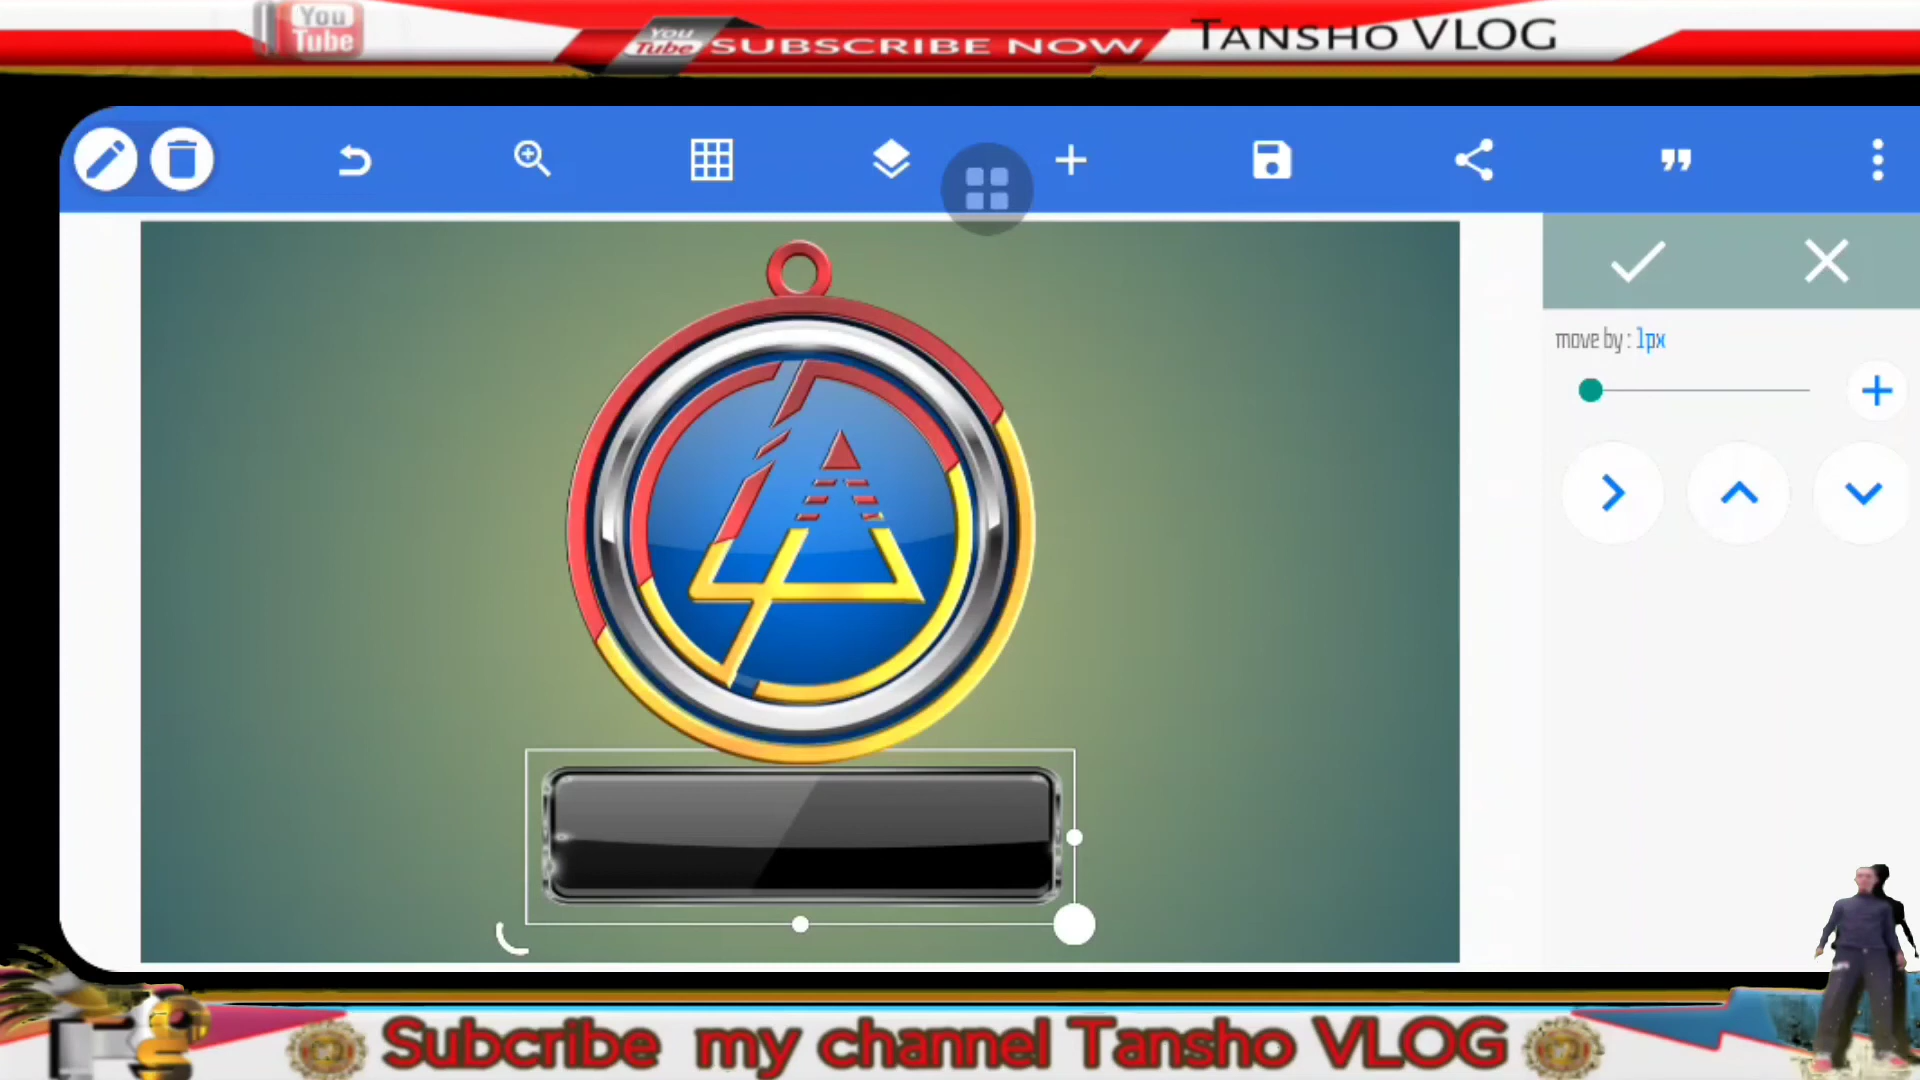 You
Tube
You
Tube SUBSCRIBE NOW
TANSHO VLOG
move by : 1px
Subcribe my channel Tansho VLOG